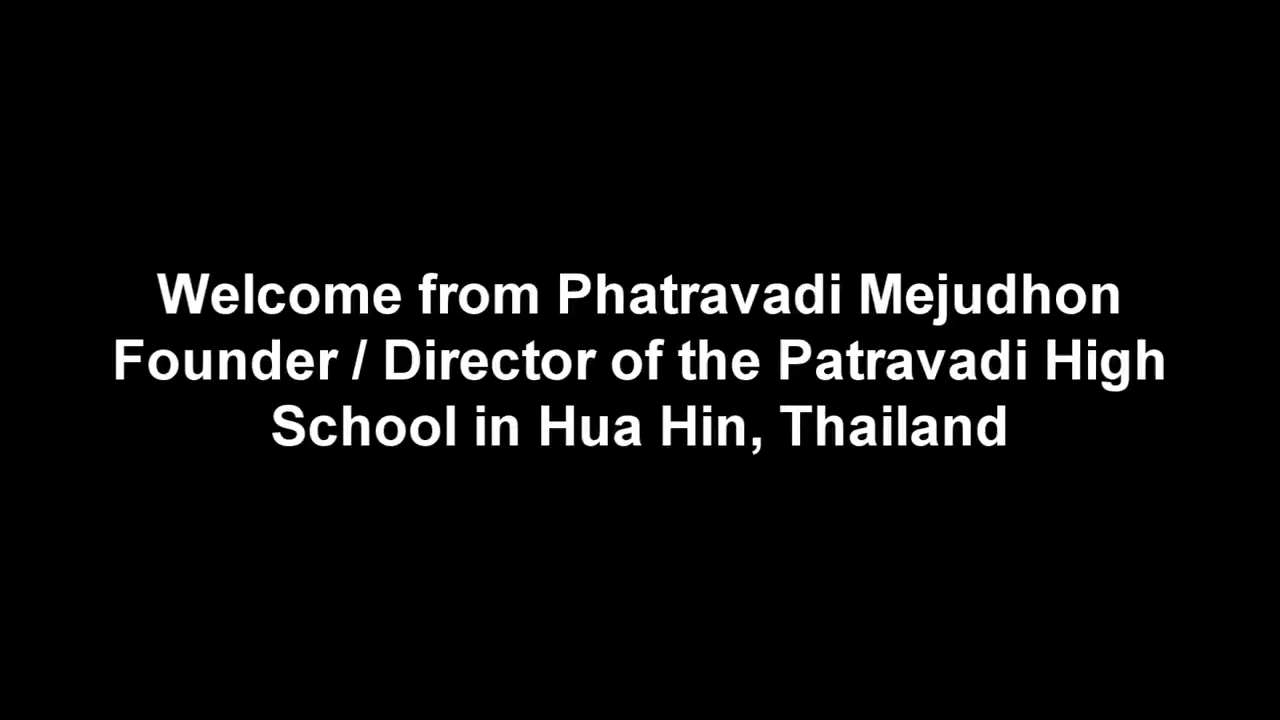 Welcome from Phatravadi Mejudhon
Founder / Director of the Patravadi High
School in Hua Hin, Thailand